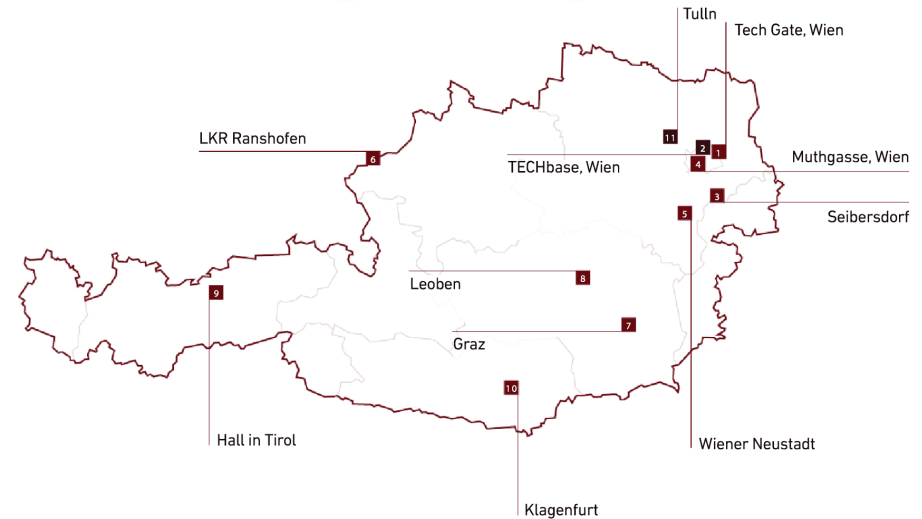 Tulln
Tech Gate, Wien
11
2
1
LKR Ranshofen
6
TECHbase, Wien
4
Muthgasse, Wien
3
Seibersdorf
5
Leoben
8
9
Graz
7
10
Hall in Tirol
Wiener Neustadt
Klagenfurt